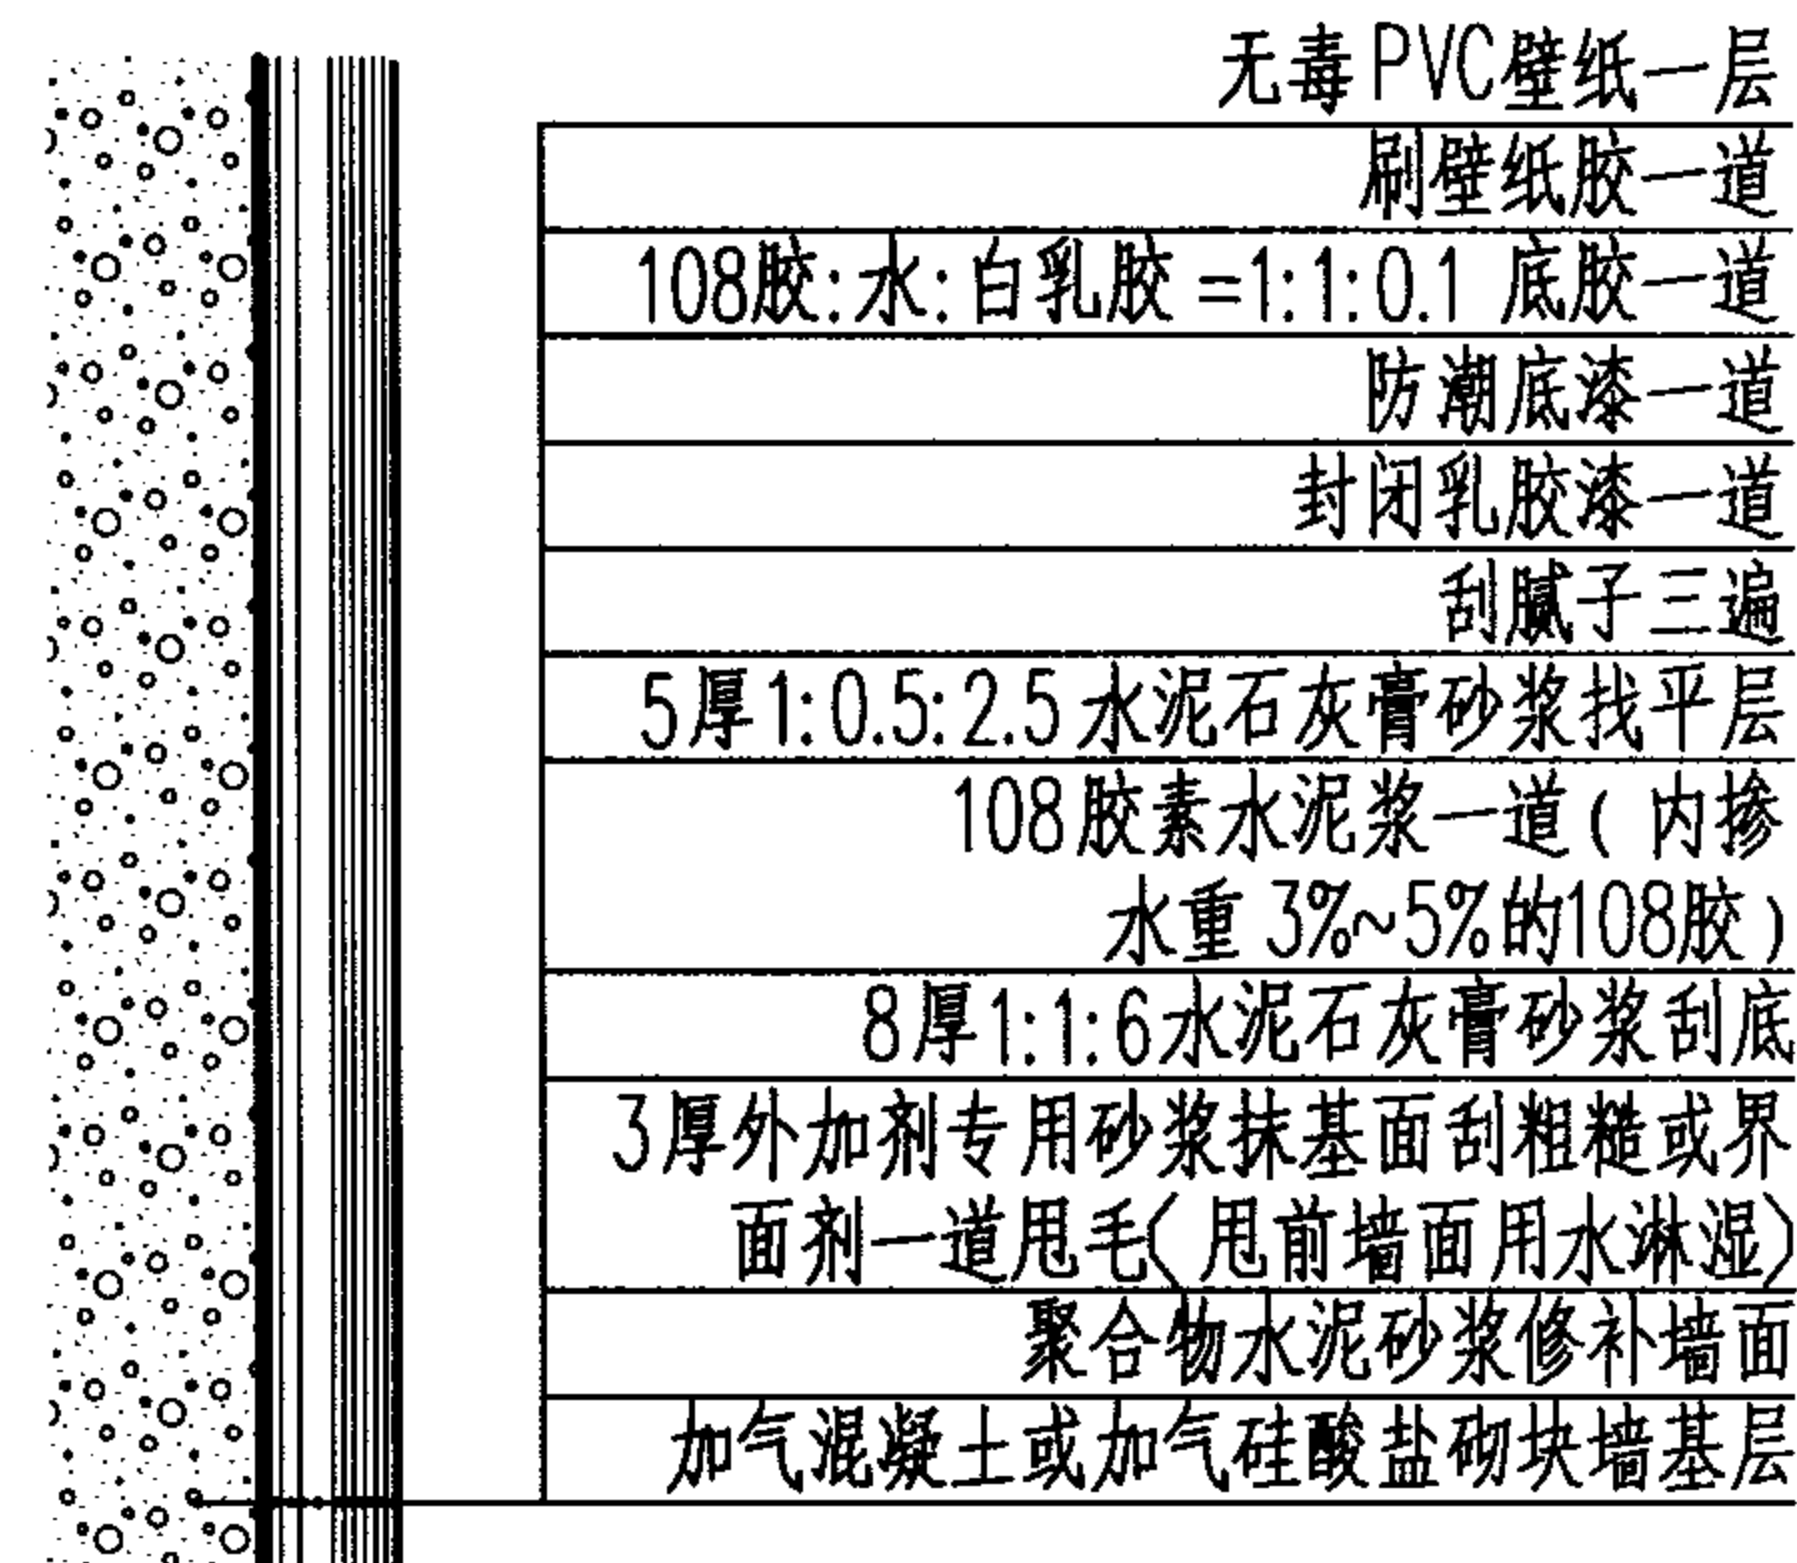 无毒PVC壁纸一层
刷壁纸胶一道
108胶:水:白乳胶=1:1:0.1 底胶一道
防潮底漆一道
封闭乳胶漆一道
刮腻子三遍
5厚1:0.5:2.5水泥石灰膏砂浆找平层
108胶素水泥浆一道(内掺
水重3%~5%的108胶)
8厚1:1:6水泥石灰膏砂浆刮底
3厚外加剂专用砂浆抹基面刮粗糙或界
面剂一道甩毛(甩前墙面用水淋湿)
聚合物水泥砂浆修补墙面
加气混凝土或加气硅酸盐砌块墙基层